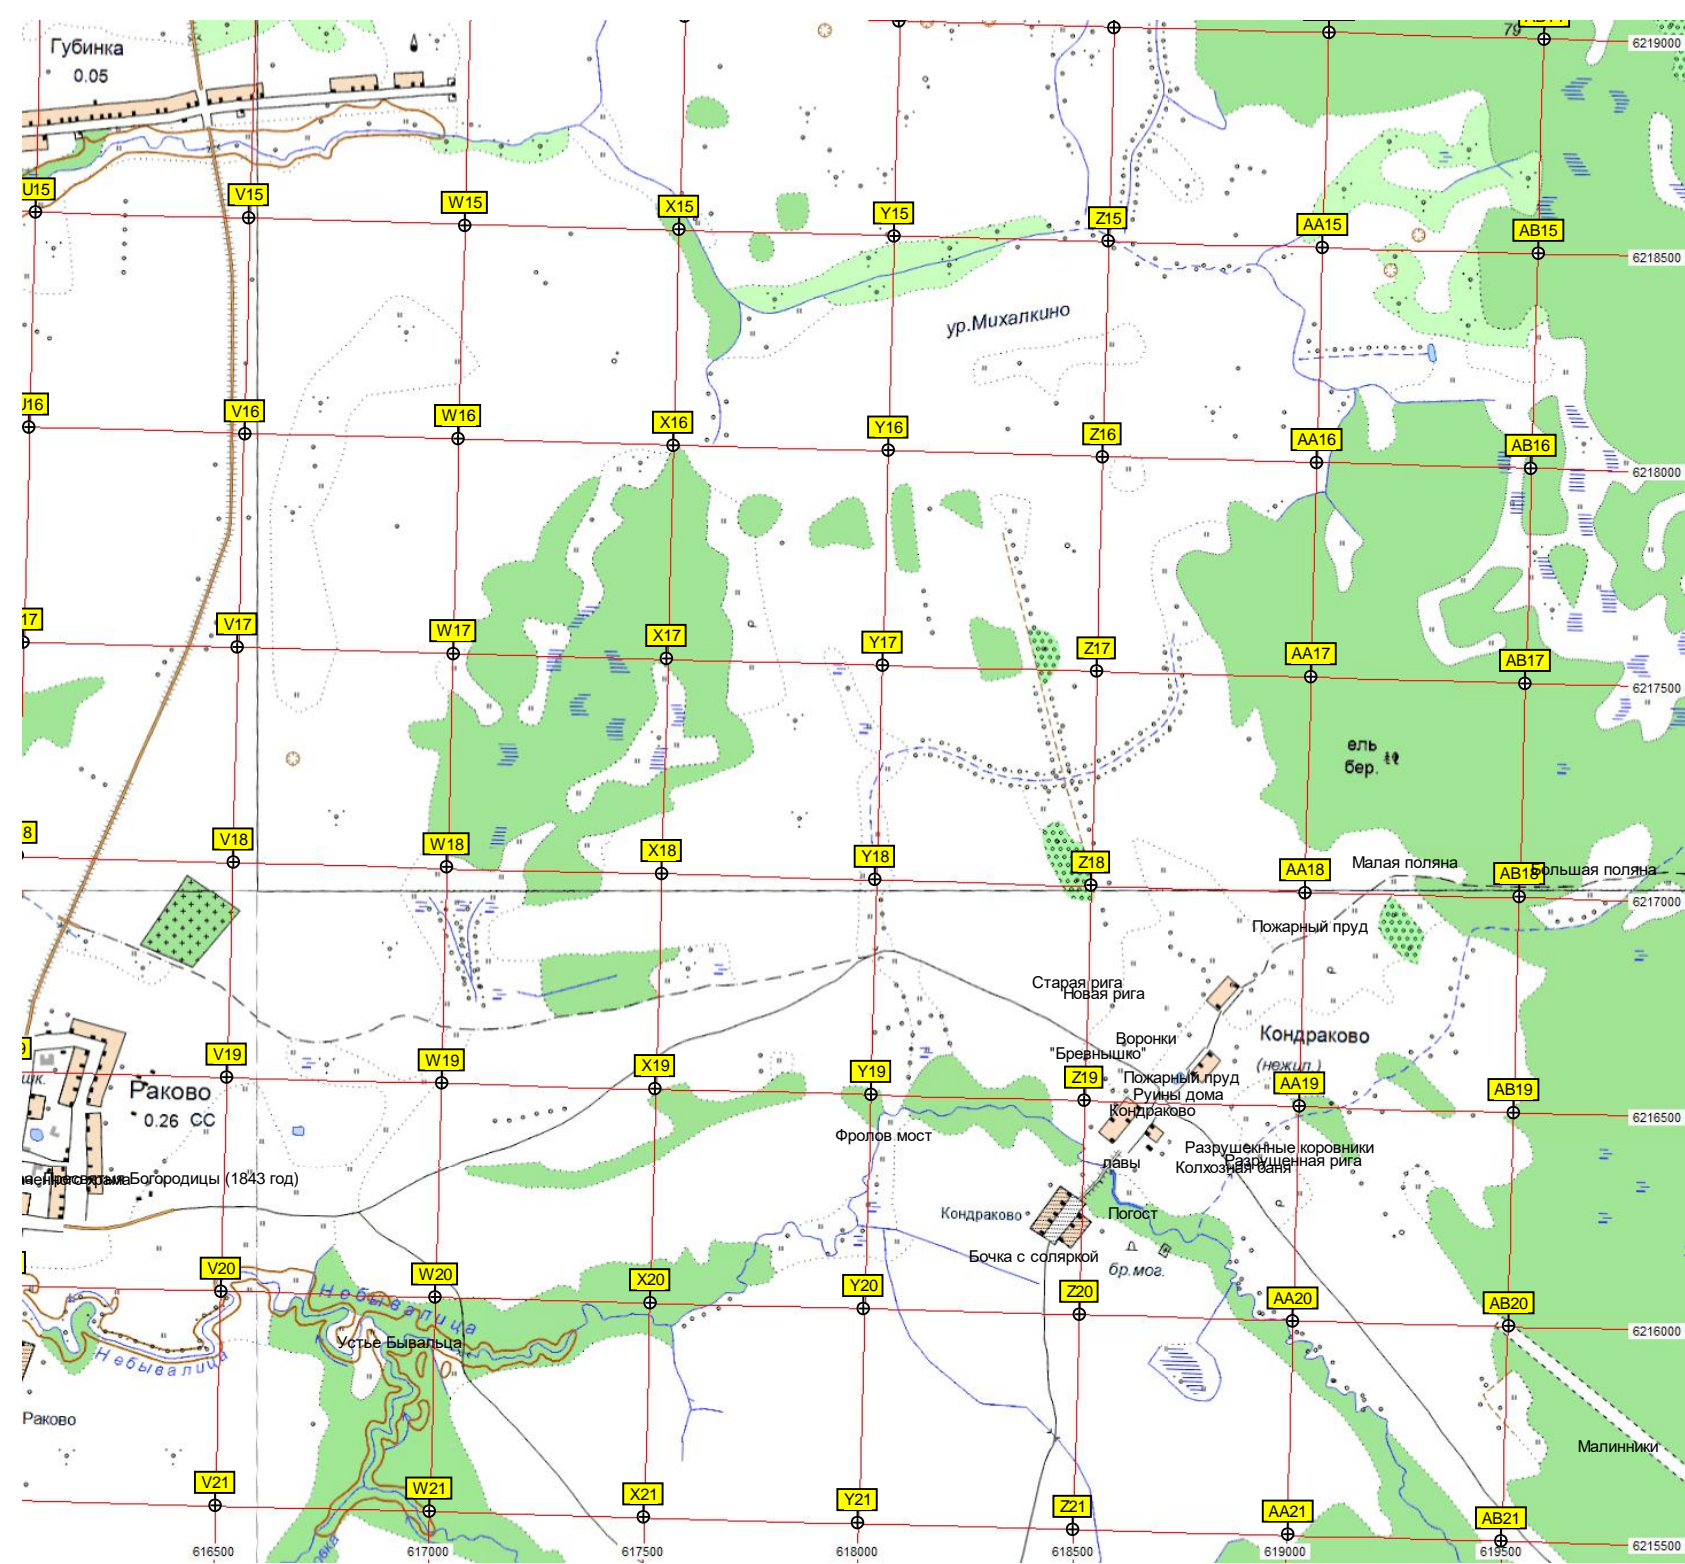 79
6219000
Губинка
0.05
U15
V15
W15
X15
Y15
Z15
AA15
AB15
6218500
ур.Михалкино
V16
W16
X16
Y16
Z16
AA16
AB16
6218000
V17
W17
X17
Y17
Z17
AA17
AB17
6217500
ель
бер.
V18
W18
X18
Y18
Z18
AA18
AB18
Малая поляна
Большая поляна
6217000
Пожарный пруд
Старая рига
Новая рига
Воронки
Кондраково
(нежил.)
"Бревнышко"
V19
W19
X19
Y19
Z19
AA19
AB19
Пожарный пруд
Раково
0.26 СС
Руины дома
Кондраково
6216500
Фролов мост
Разрушекнные коровники
Разрушенная рига
лавы
Колхозная баня
Пресвятыя Богородицы (1843 год)
Кондраково
Погост
Бочка с соляркой
бр.мог.
V20
W20
X20
Y20
Z20
AA20
AB20
Небывалица
6216000
Устье Бывальца
Небывалица
Раково
Малинники
V21
W21
X21
Y21
Z21
AA21
AB21
6215500
616500
617000
617500
618000
618500
619000
619500